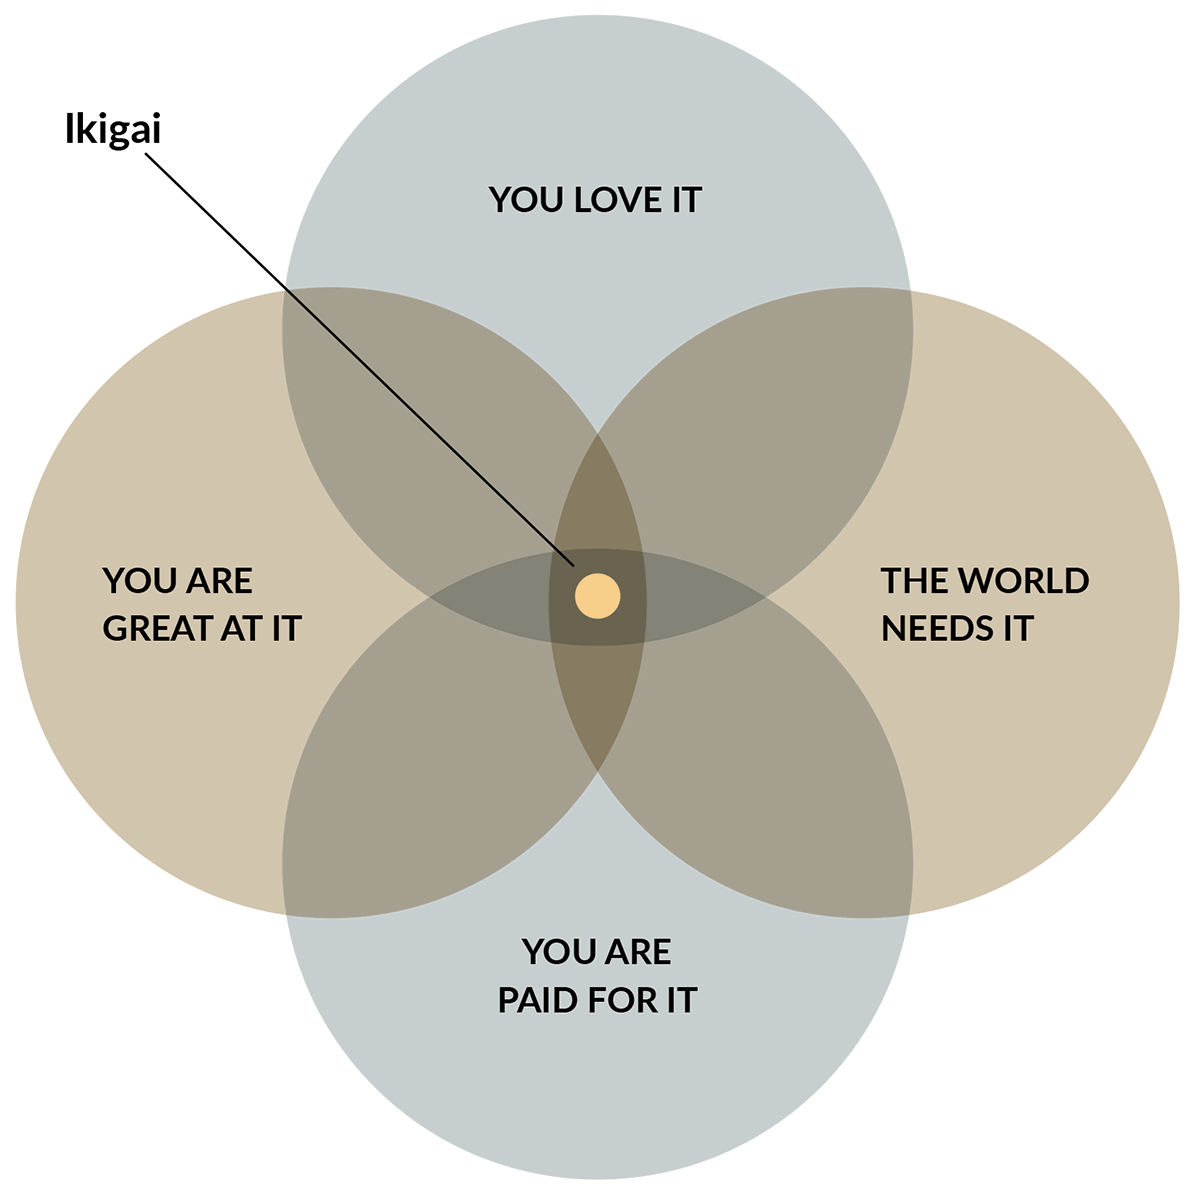 Ikigai
YOU LOVE IT
YOU ARE
GREAT AT IT
THE WORLD
NEEDS IT
YOU ARE
PAID FOR IT